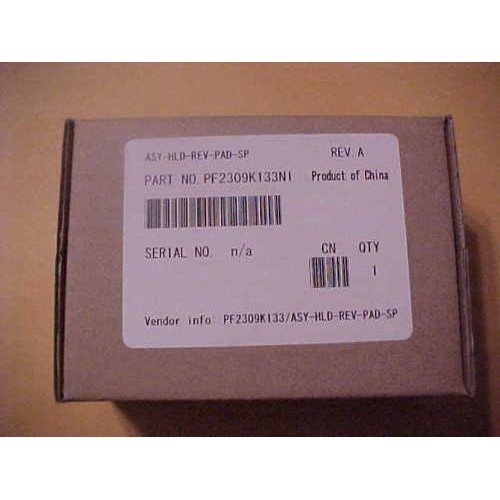 ASY-HLD-REV-PAD-SP REV. A
PART NO. PF2309K133NI Product of China
SERIAL NO. n/a CN QTY
1
Vendor info: PF2309K133/ASY-HLD-REV-PAD-SP